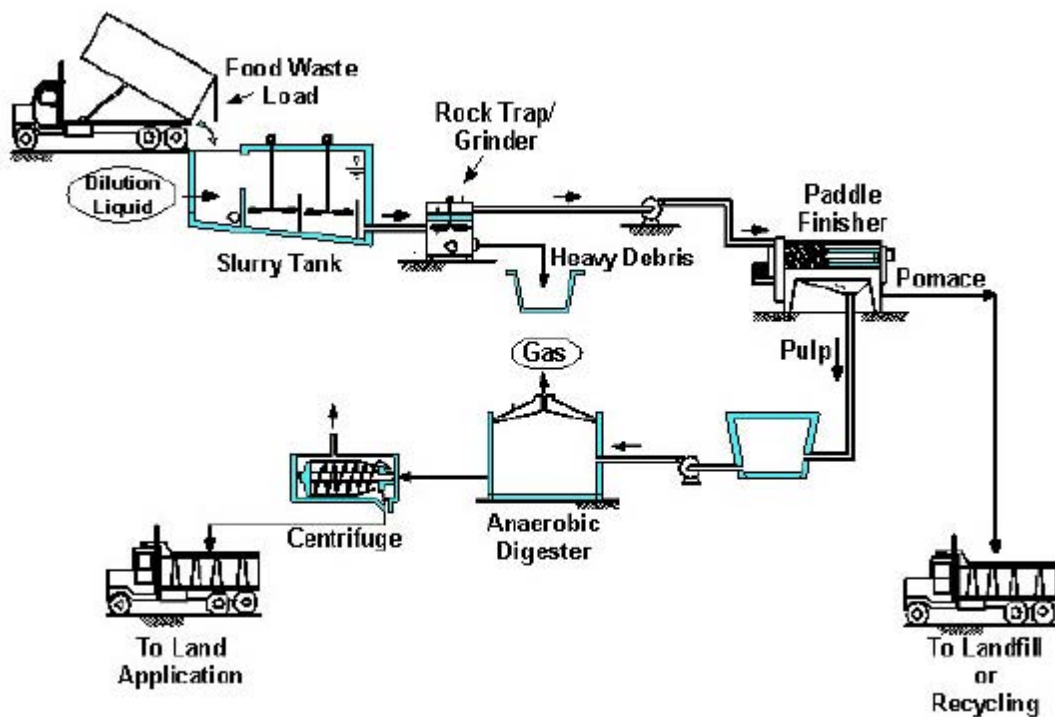 Food Waste
Load
Rock Trap/
Grinder
Dilution
Liquid
Paddle
Finisher
Slurry Tank
Heavy Debris
Pomace
Gas
Pulp
Centrifuge
Anaerobic
Digester
To Land
Application
To Landfill
or
Recycling